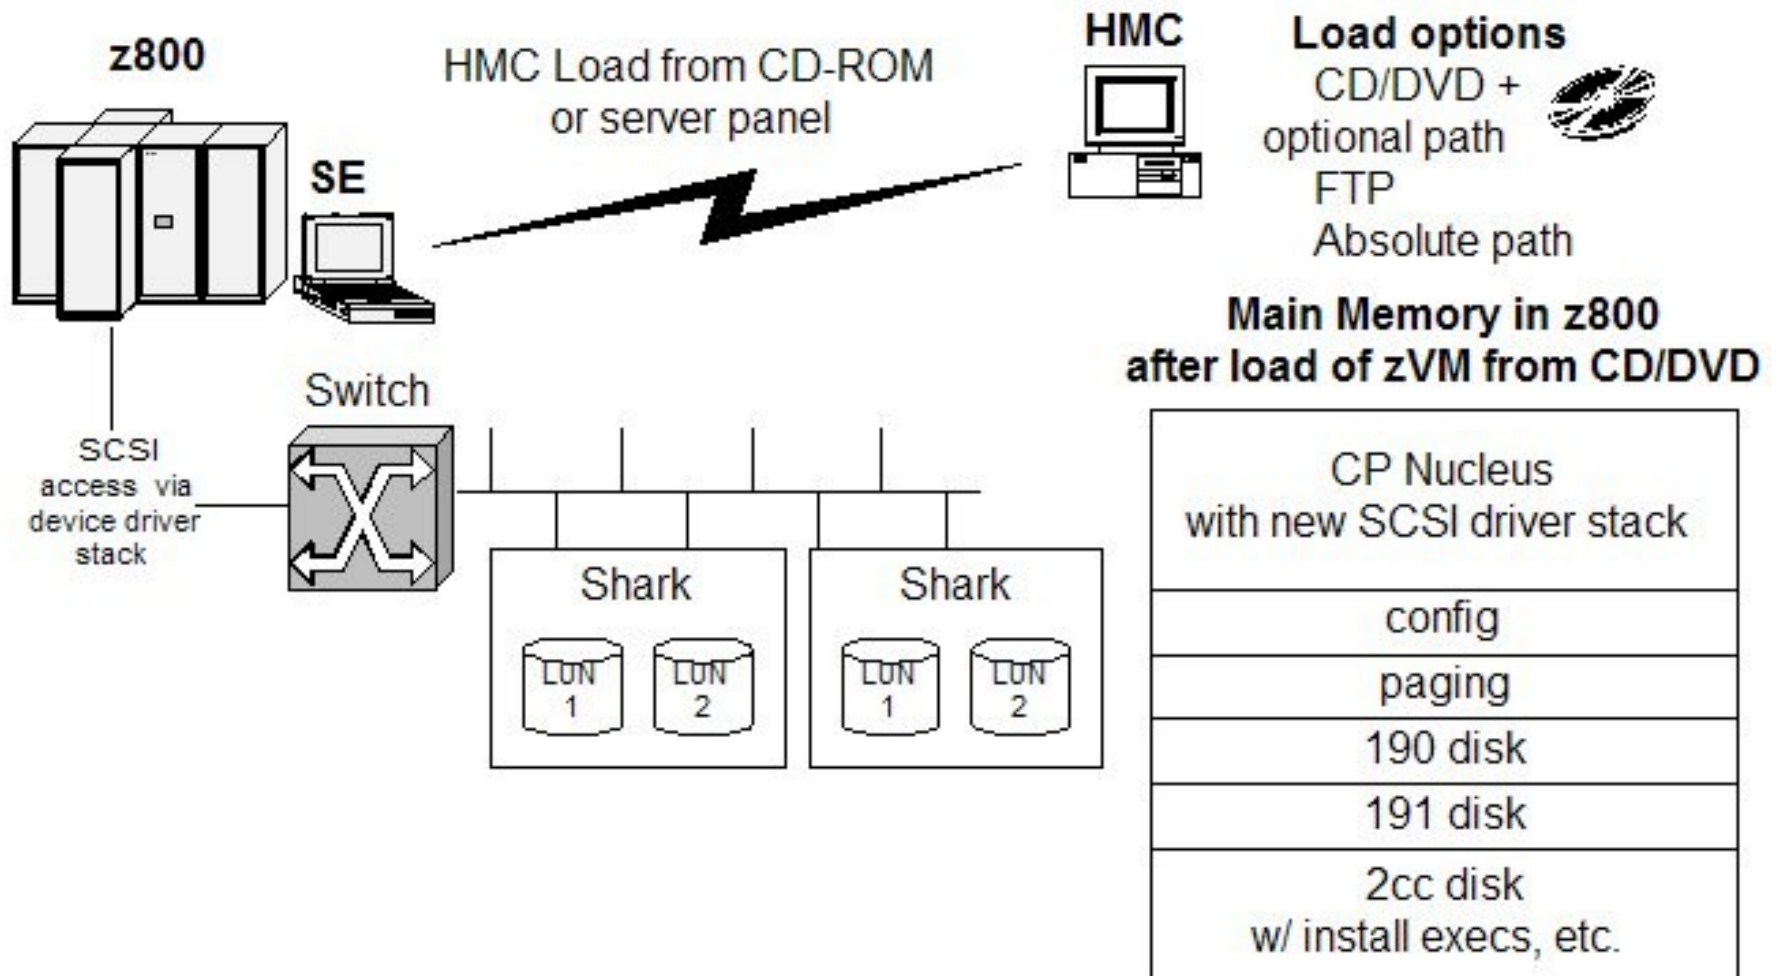 z800
HMC Load from CD-ROM
or server panel
HMC
Load options
CD/DVD +
optional path
FTP
Absolute path
SE
Main Memory in z800
after load of zVM from CD/DVD
Switch
SCSI
access via
device driver
stack
Shark
LUN
1
LUN
2
Shark
LUN
1
LUN
2
CP Nucleus
with new SCSI driver stack
config
paging
190 disk
191 disk
2cc disk
w/ install execs, etc.